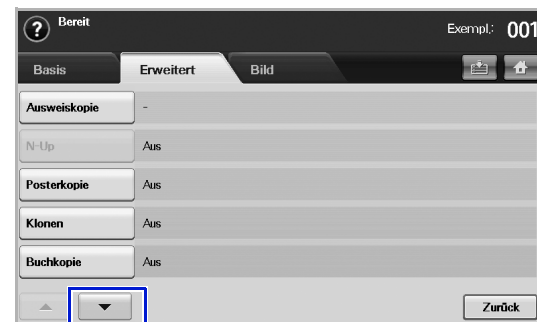 Bereit
Exempl.: 001
Basis Erweitert Bild
Ausweiskopie -
N-Up Aus
Posterkopie Aus
Klonen Aus
Buchkopie Aus
Zurück